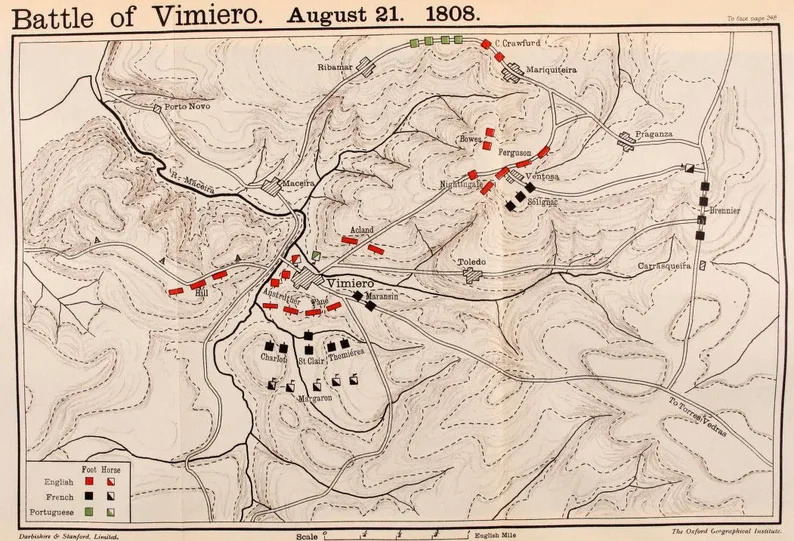 Battle of Vimiero. August 21. 1808.
To face page 248
C. Crawfurd
Ribamar
Mariquiteira
Porto Novo
Praganza
Bowes
Ferguson
R. Maceira
Maceira
Nightingale
Ventosa
Solignac
Brennier
Acland
A
A
A
Toledo
Carrasqueira
Hill
Vimiero
Anstruther
Fane
Maransin
Charlot
St Clair
Thomières
Margaron
To Torres Vedras
Foot Horse
English
French
Portuguese
Darbishire & Stanford, Limited.
Scale
English Mile
The Oxford Geographical Institute.